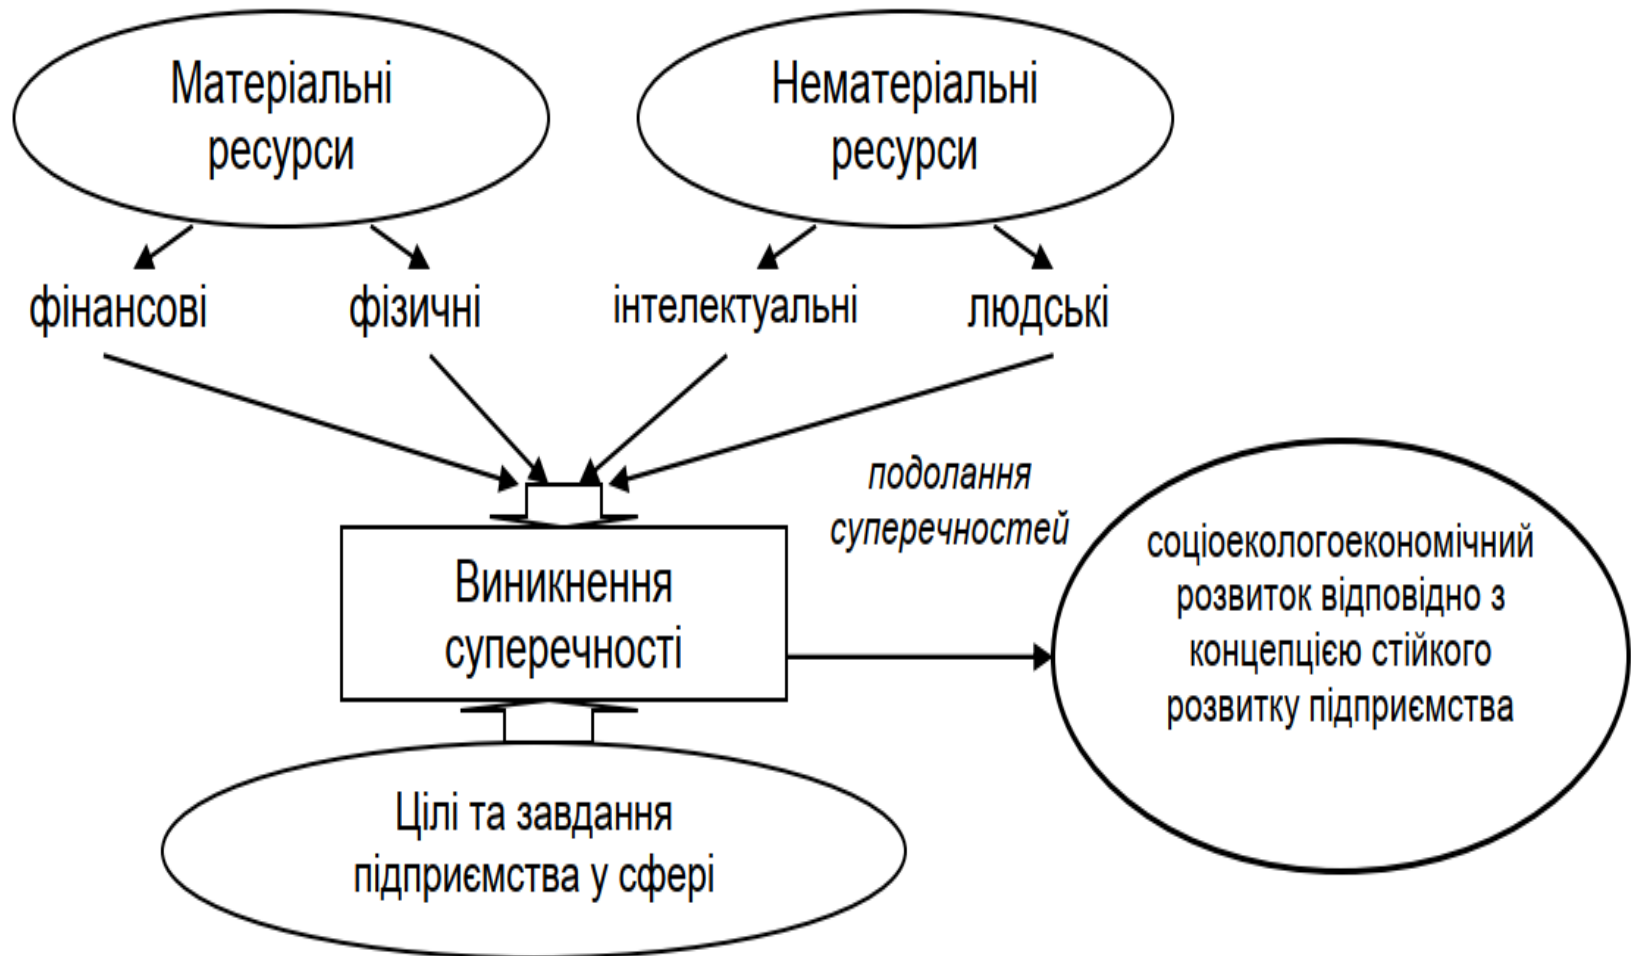 Матеріальні
ресурси
Нематеріальні
ресурси
фінансові
фізичні
інтелектуальні
людські
подолання
суперечностей
Виникнення
суперечності
соціоекологоекономічний
розвиток відповідно з
концепцією стійкого
розвитку підприємства
Цілі та завдання
підприємства у сфері